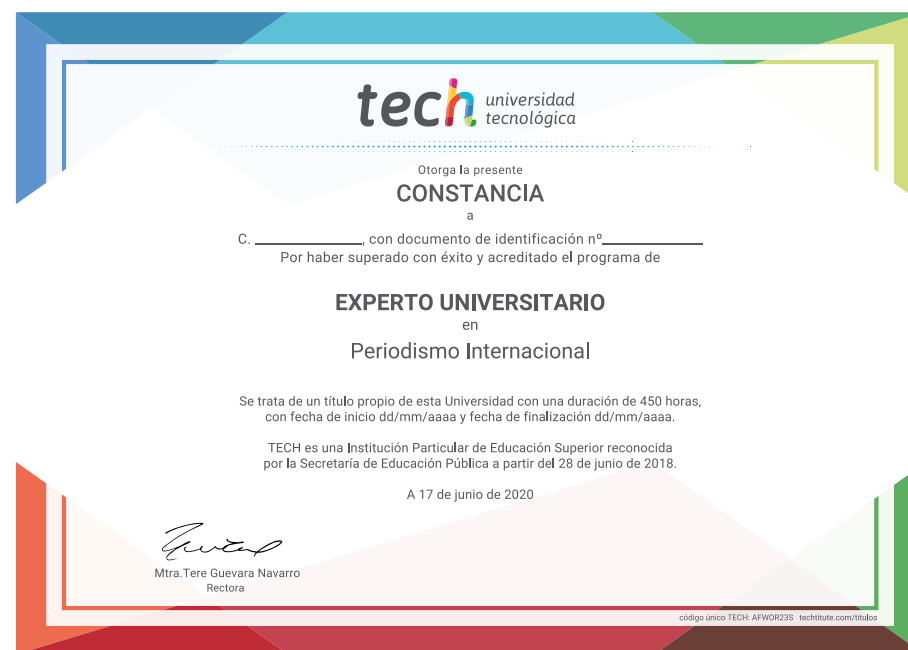 tech universidad
tecnológica
Otorga la presente
CONSTANCIA
a
C. ____________, con documento de identificación nº____________
Por haber superado con éxito y acreditado el programa de
EXPERTO UNIVERSITARIO
en
Periodismo Internacional
Se trata de un título propio de esta Universidad con una duración de 450 horas,
con fecha de inicio dd/mm/aaaa y fecha de finalización dd/mm/aaaa.
TECH es una Institución Particular de Educación Superior reconocida
por la Secretaría de Educación Pública a partir del 28 de junio de 2018.
A 17 de junio de 2020
Mtra.Tere Guevara Navarro
Rectora
código único TECH: AFWOR23S techtitute.com/titulos